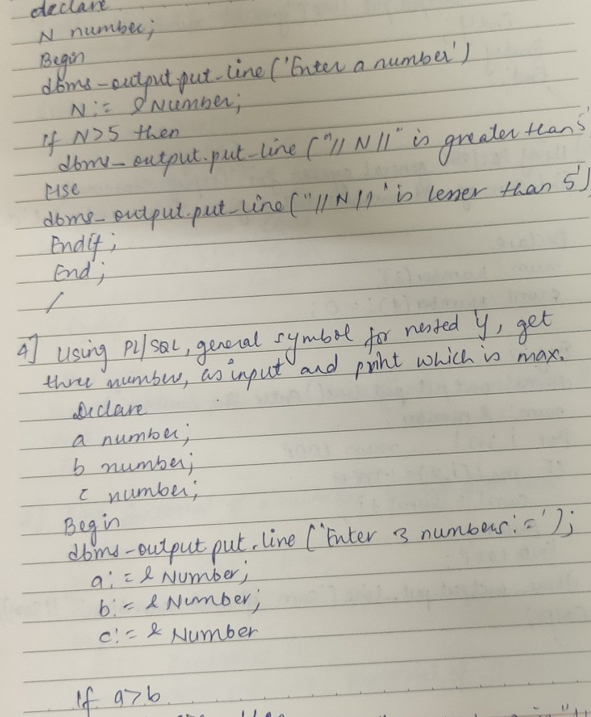 declare
N number;
Begin
dbms-output.put-line('Enter a number')
N := & Number;
If N>5 then
dbms-output.put-line("||N||" is greater than 5
Else
dbms-output.put-line("||N||' is lesser than 5')
End if;
End;
/
4] Using PL/SQL, general symbol for nested if, get
three number, as input and print which is max.
Declare
a number;
b number;
c number;
Begin
dbms-output.put.line('Enter 3 numbers:=');
a:= & Number;
b:= & Number;
c:= & Number
If a>b